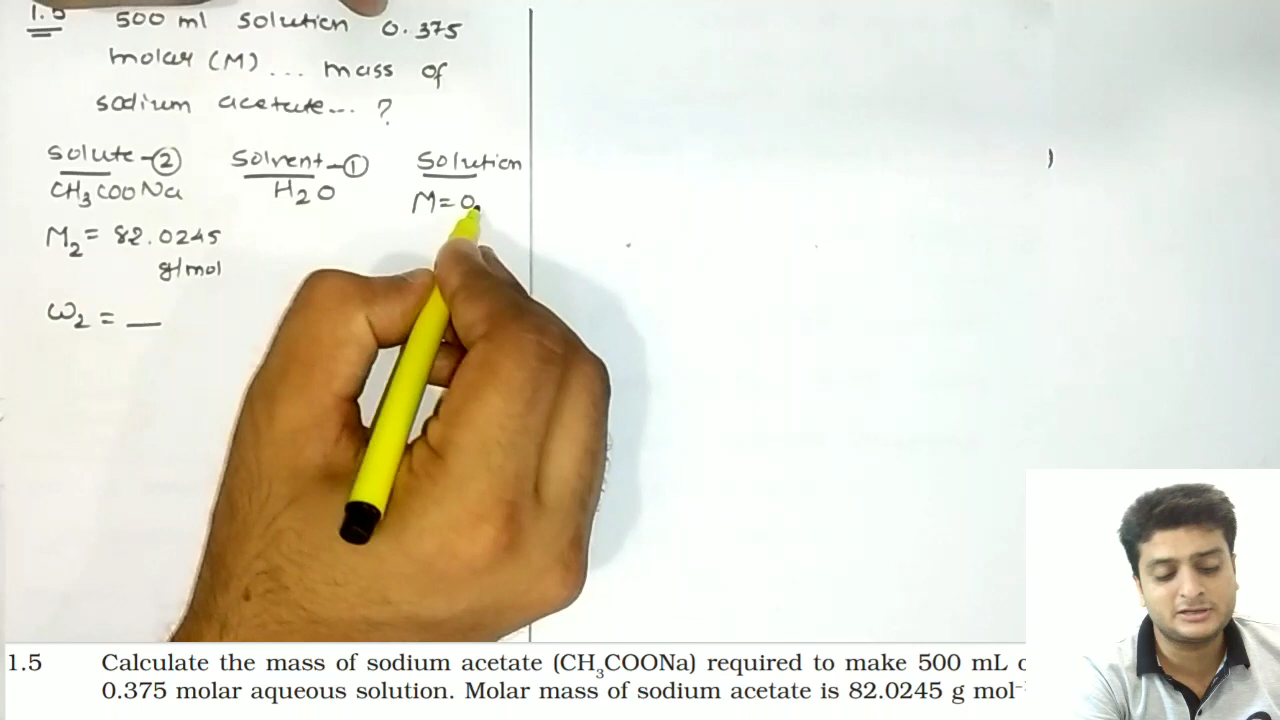 500 ml solution 0.375
molar (M) ... mass of
sodium acetate... ?
Solute-② Solvent-① Solution
CH₃COONa H₂O M=0.
M₂= 82.0245
g/mol
ω₂ = __
1.5 Calculate the mass of sodium acetate (CH₃COONa) required to make 500 mL
0.375 molar aqueous solution. Molar mass of sodium acetate is 82.0245 g mol⁻